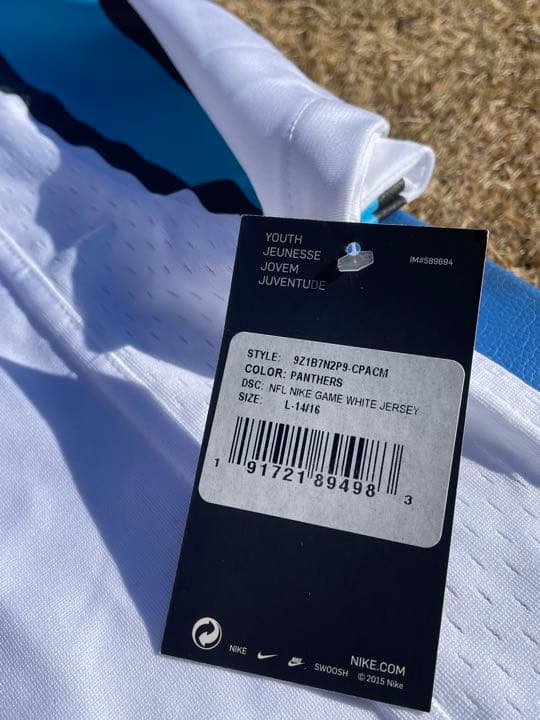 YOUTH
JEUNESSE
JOVEM
JUVENTUDE
IM#589694
STYLE: 9Z1B7N2P9-CPACM
COLOR: PANTHERS
DSC: NFL NIKE GAME WHITE JERSEY
SIZE: L-14/16
1 91721 89498 3
NIKE SWOOSH NIKE.COM
© 2015 Nike